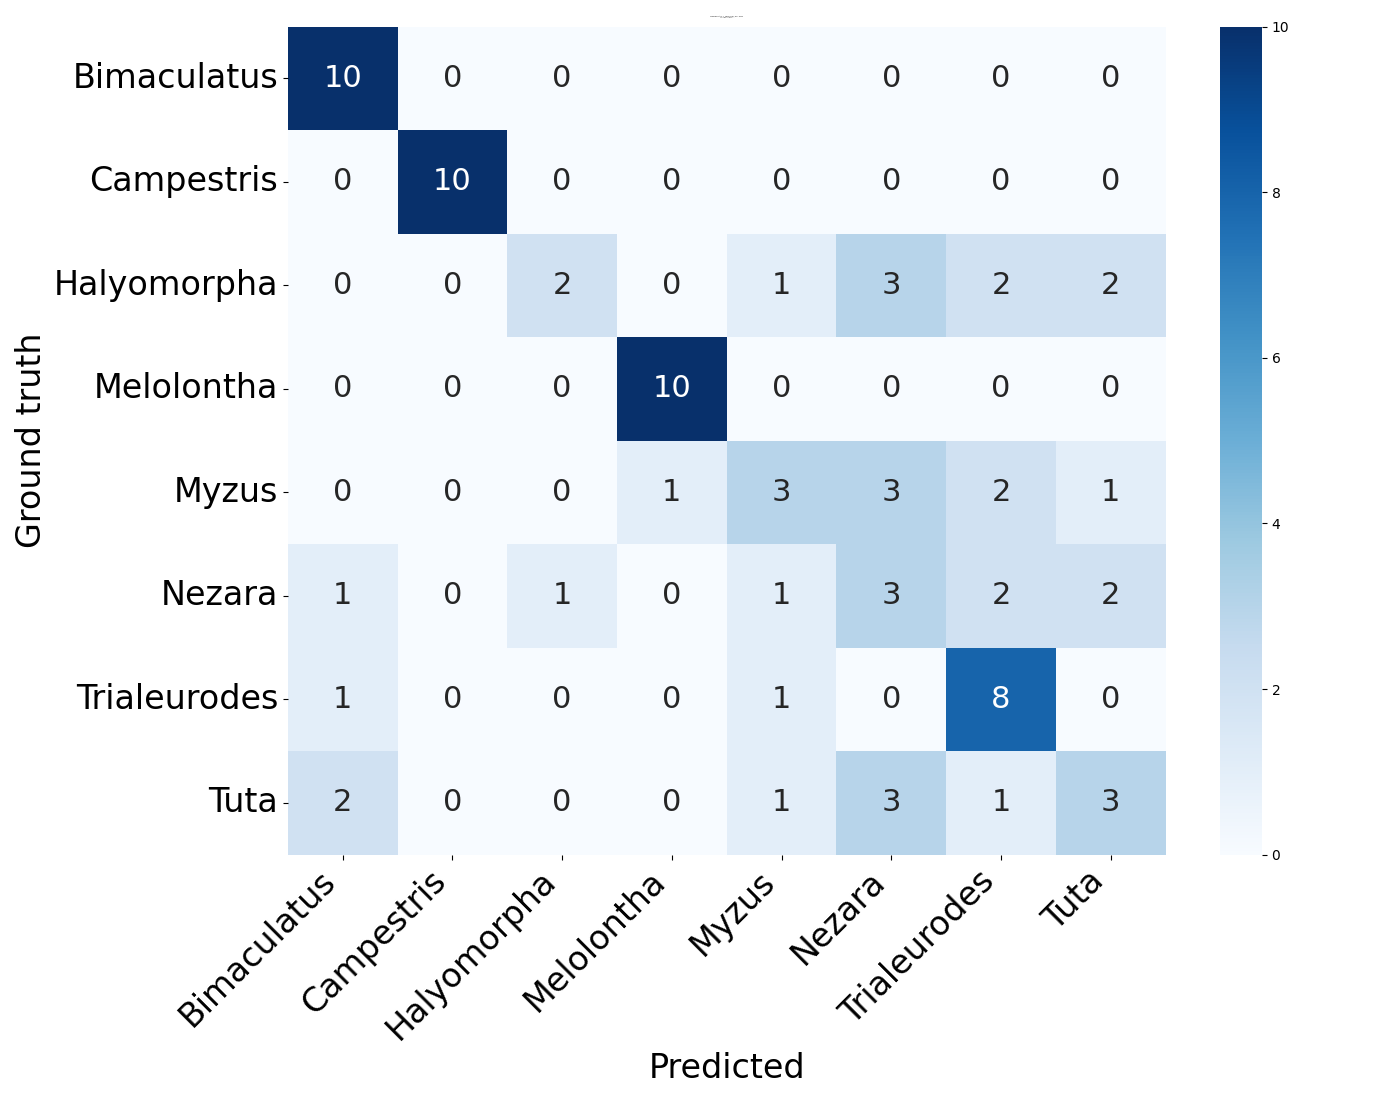 Bimaculatus 10 0 0 0 0 0 0 0
Campestris 0 10 0 0 0 0 0 0
Halyomorpha 0 0 2 0 1 3 2 2
Melolontha 0 0 0 10 0 0 0 0
Myzus 0 0 0 1 3 3 2 1
Nezara 1 0 1 0 1 3 2 2
Trialeurodes 1 0 0 0 1 0 8 0
Tuta 2 0 0 0 1 3 1 3
Ground truth
Bimaculatus Campestris Halyomorpha Melolontha Myzus Nezara Trialeurodes Tuta
Predicted
10
8
6
4
2
0